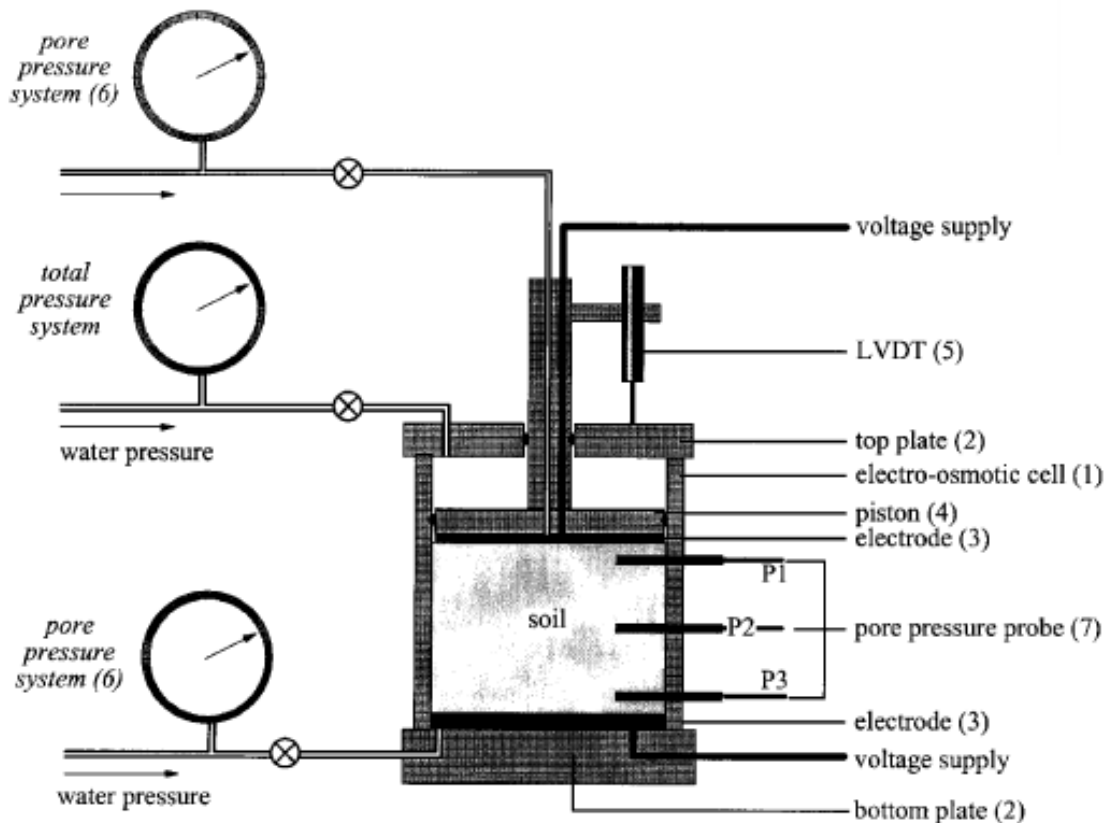 pore
pressure
system (6)
voltage supply
total
pressure
system
LVDT (5)
water pressure
top plate (2)
electro-osmotic cell (1)
piston (4)
electrode (3)
P1
soil
P2
pore pressure probe (7)
pore
pressure
system (6)
P3
electrode (3)
voltage supply
water pressure
bottom plate (2)